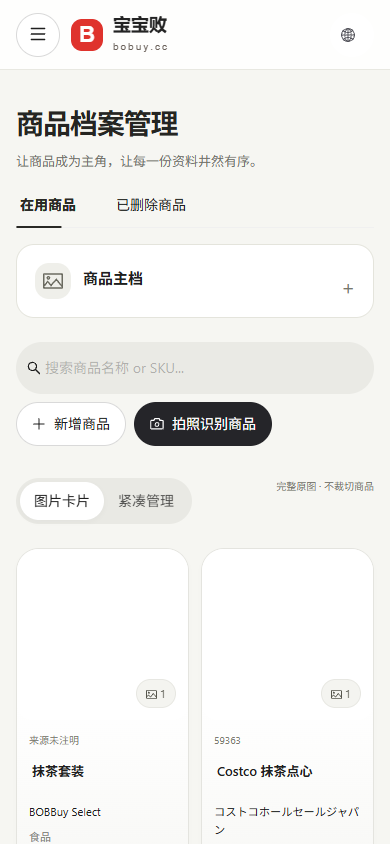 B 宝宝败
bobuy.cc
商品档案管理
让商品成为主角，让每一份资料井然有序。
在用商品 已删除商品
商品主档 +
搜索商品名称 or SKU...
+ 新增商品 拍照识别商品
图片卡片 紧凑管理 完整原图 · 不裁切商品
1 1
来源未注明
抹茶套装
BOBBuy Select
食品
59363
Costco 抹茶点心
コストコホールセールジャパ
ン